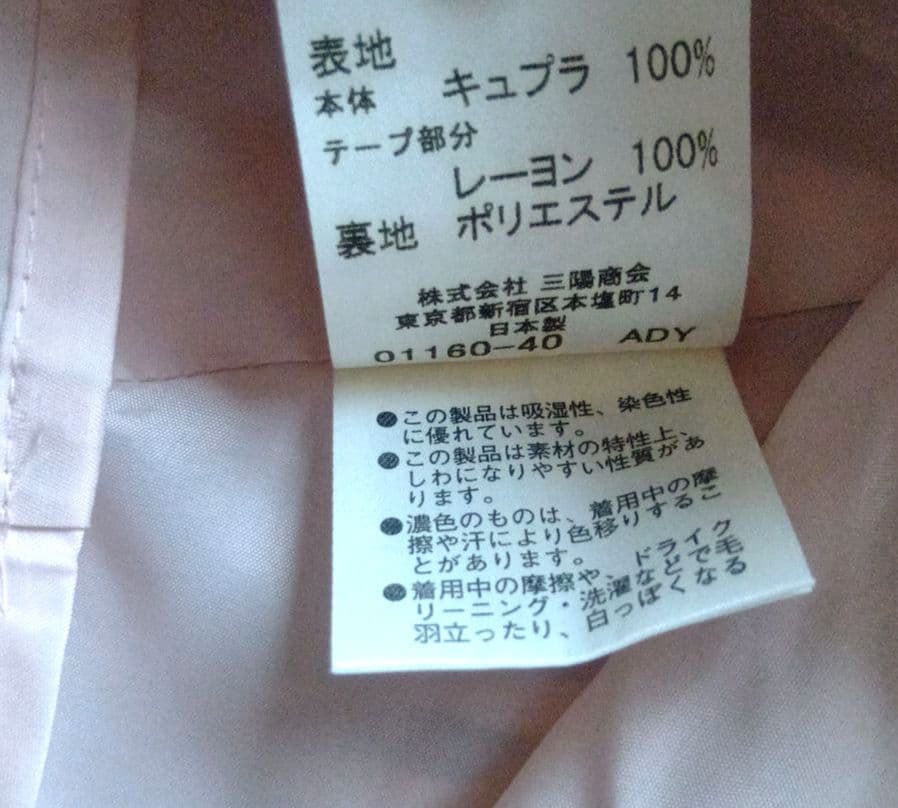 表地
本体 キュプラ 100%
テープ部分
レーヨン 100%
裏地 ポリエステル
株式会社 三陽商会
東京都新宿区本塩町14
日本製
01160-40 ADY
●この製品は吸湿性、染色性
に優れています。
●この製品は素材の特性上、
しわになりやすい性質があ
ります。
●濃色のものは、着用中の摩
擦や汗により色移りするこ
とがあります。
●着用中の摩擦や、ドライク
リーニング・洗濯などで毛
羽立ったり、白っぽくなる